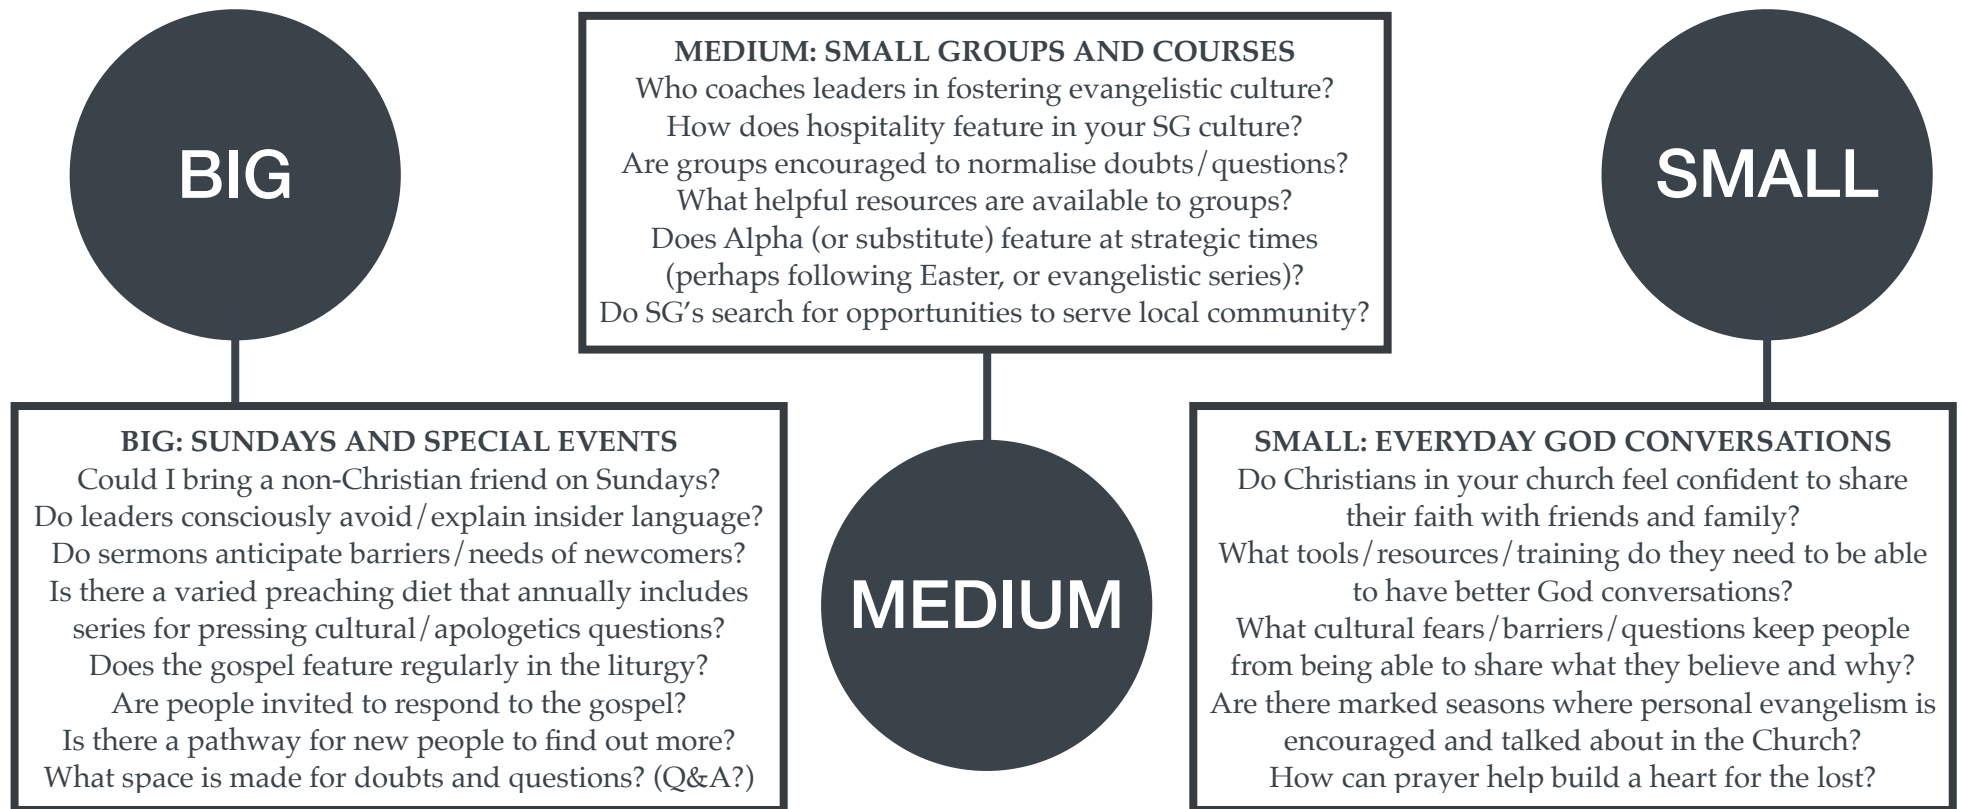 BIG
BIG: SUNDAYS AND SPECIAL EVENTS
Could I bring a non-Christian friend on Sundays?
Do leaders consciously avoid/explain insider language?
Do sermons anticipate barriers/needs of newcomers?
Is there a varied preaching diet that annually includes
series for pressing cultural/apologetics questions?
Does the gospel feature regularly in the liturgy?
Are people invited to respond to the gospel?
Is there a pathway for new people to find out more?
What space is made for doubts and questions? (Q&A?)
MEDIUM: SMALL GROUPS AND COURSES
Who coaches leaders in fostering evangelistic culture?
How does hospitality feature in your SG culture?
Are groups encouraged to normalise doubts/questions?
What helpful resources are available to groups?
Does Alpha (or substitute) feature at strategic times
(perhaps following Easter, or evangelistic series)?
Do SG's search for opportunities to serve local community?
MEDIUM
SMALL
SMALL: EVERYDAY GOD CONVERSATIONS
Do Christians in your church feel confident to share
their faith with friends and family?
What tools/resources/training do they need to be able
to have better God conversations?
What cultural fears/barriers/questions keep people
from being able to share what they believe and why?
Are there marked seasons where personal evangelism is
encouraged and talked about in the Church?
How can prayer help build a heart for the lost?